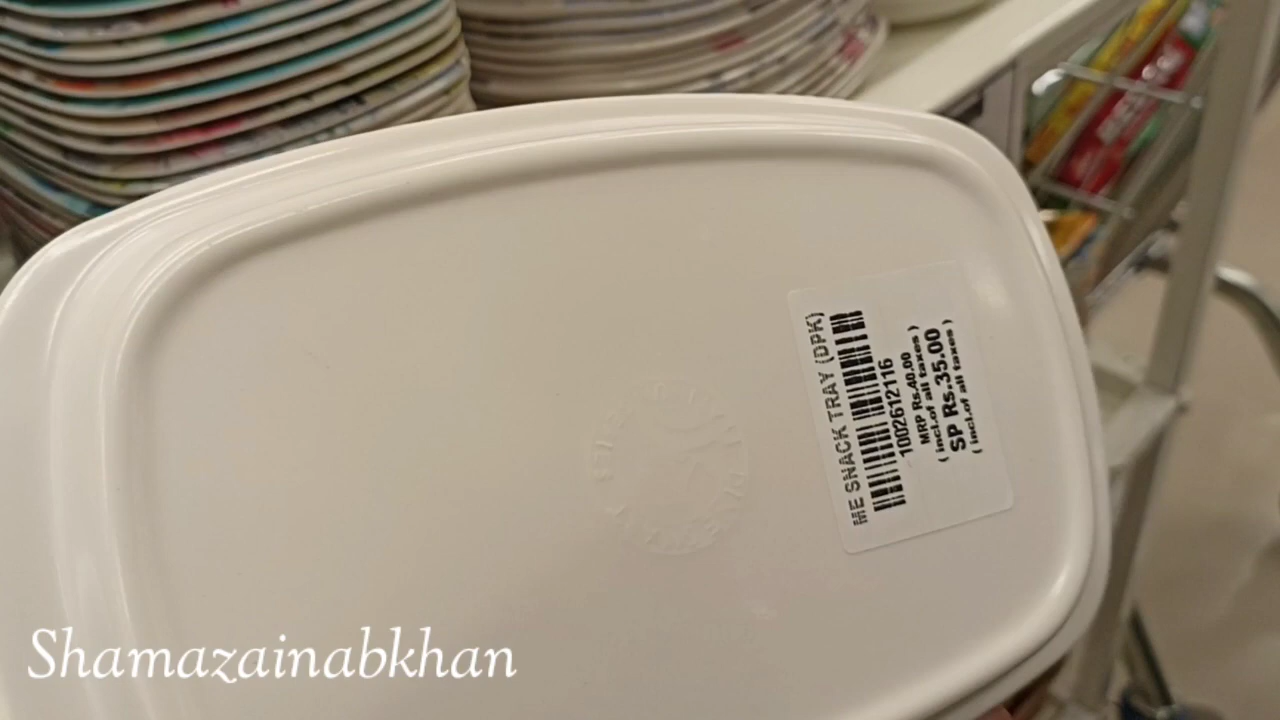 ME SNACK TRAY (DPK)
1002612116
MRP Rs.40.00
( incl.of all taxes )
SP Rs.35.00
( incl.of all taxes )
Shamazainabkhan